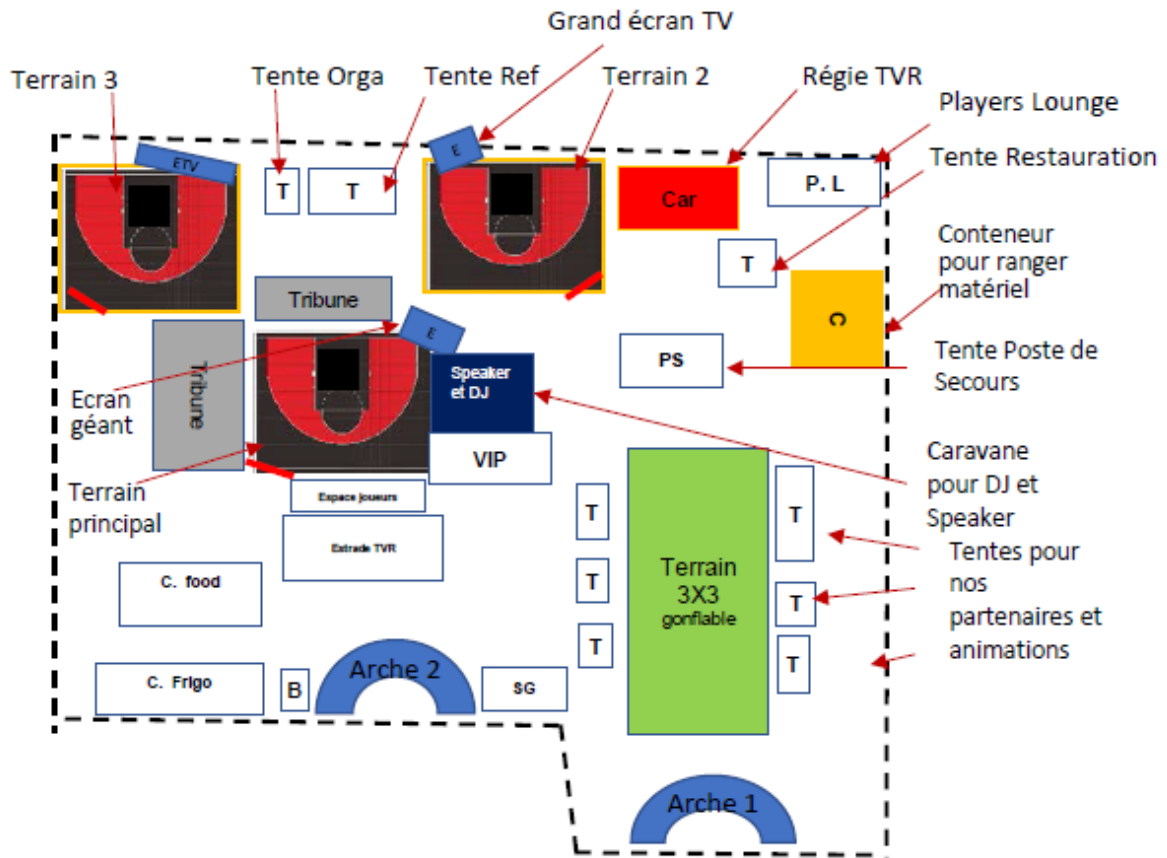 Grand écran TV
Terrain 3
Tente Orga
Tente Ref
Terrain 2
Régie TVR
Players Lounge
Tente Restauration
ETV
E
T
T
Car
P. L
T
Conteneur
pour ranger
matériel
C
Tribune
E
Tribune
Speaker
et DJ
PS
Tente Poste de
Secours
Ecran
géant
VIP
Terrain
principal
Espace joueurs
Estrade TVR
Caravane
pour DJ et
Speaker
T
T
Terrain
3X3
gonflable
Tentes pour
nos
partenaires et
animations
C. food
T
T
T
T
C. Frigo
B
Arche 2
SG
Arche 1